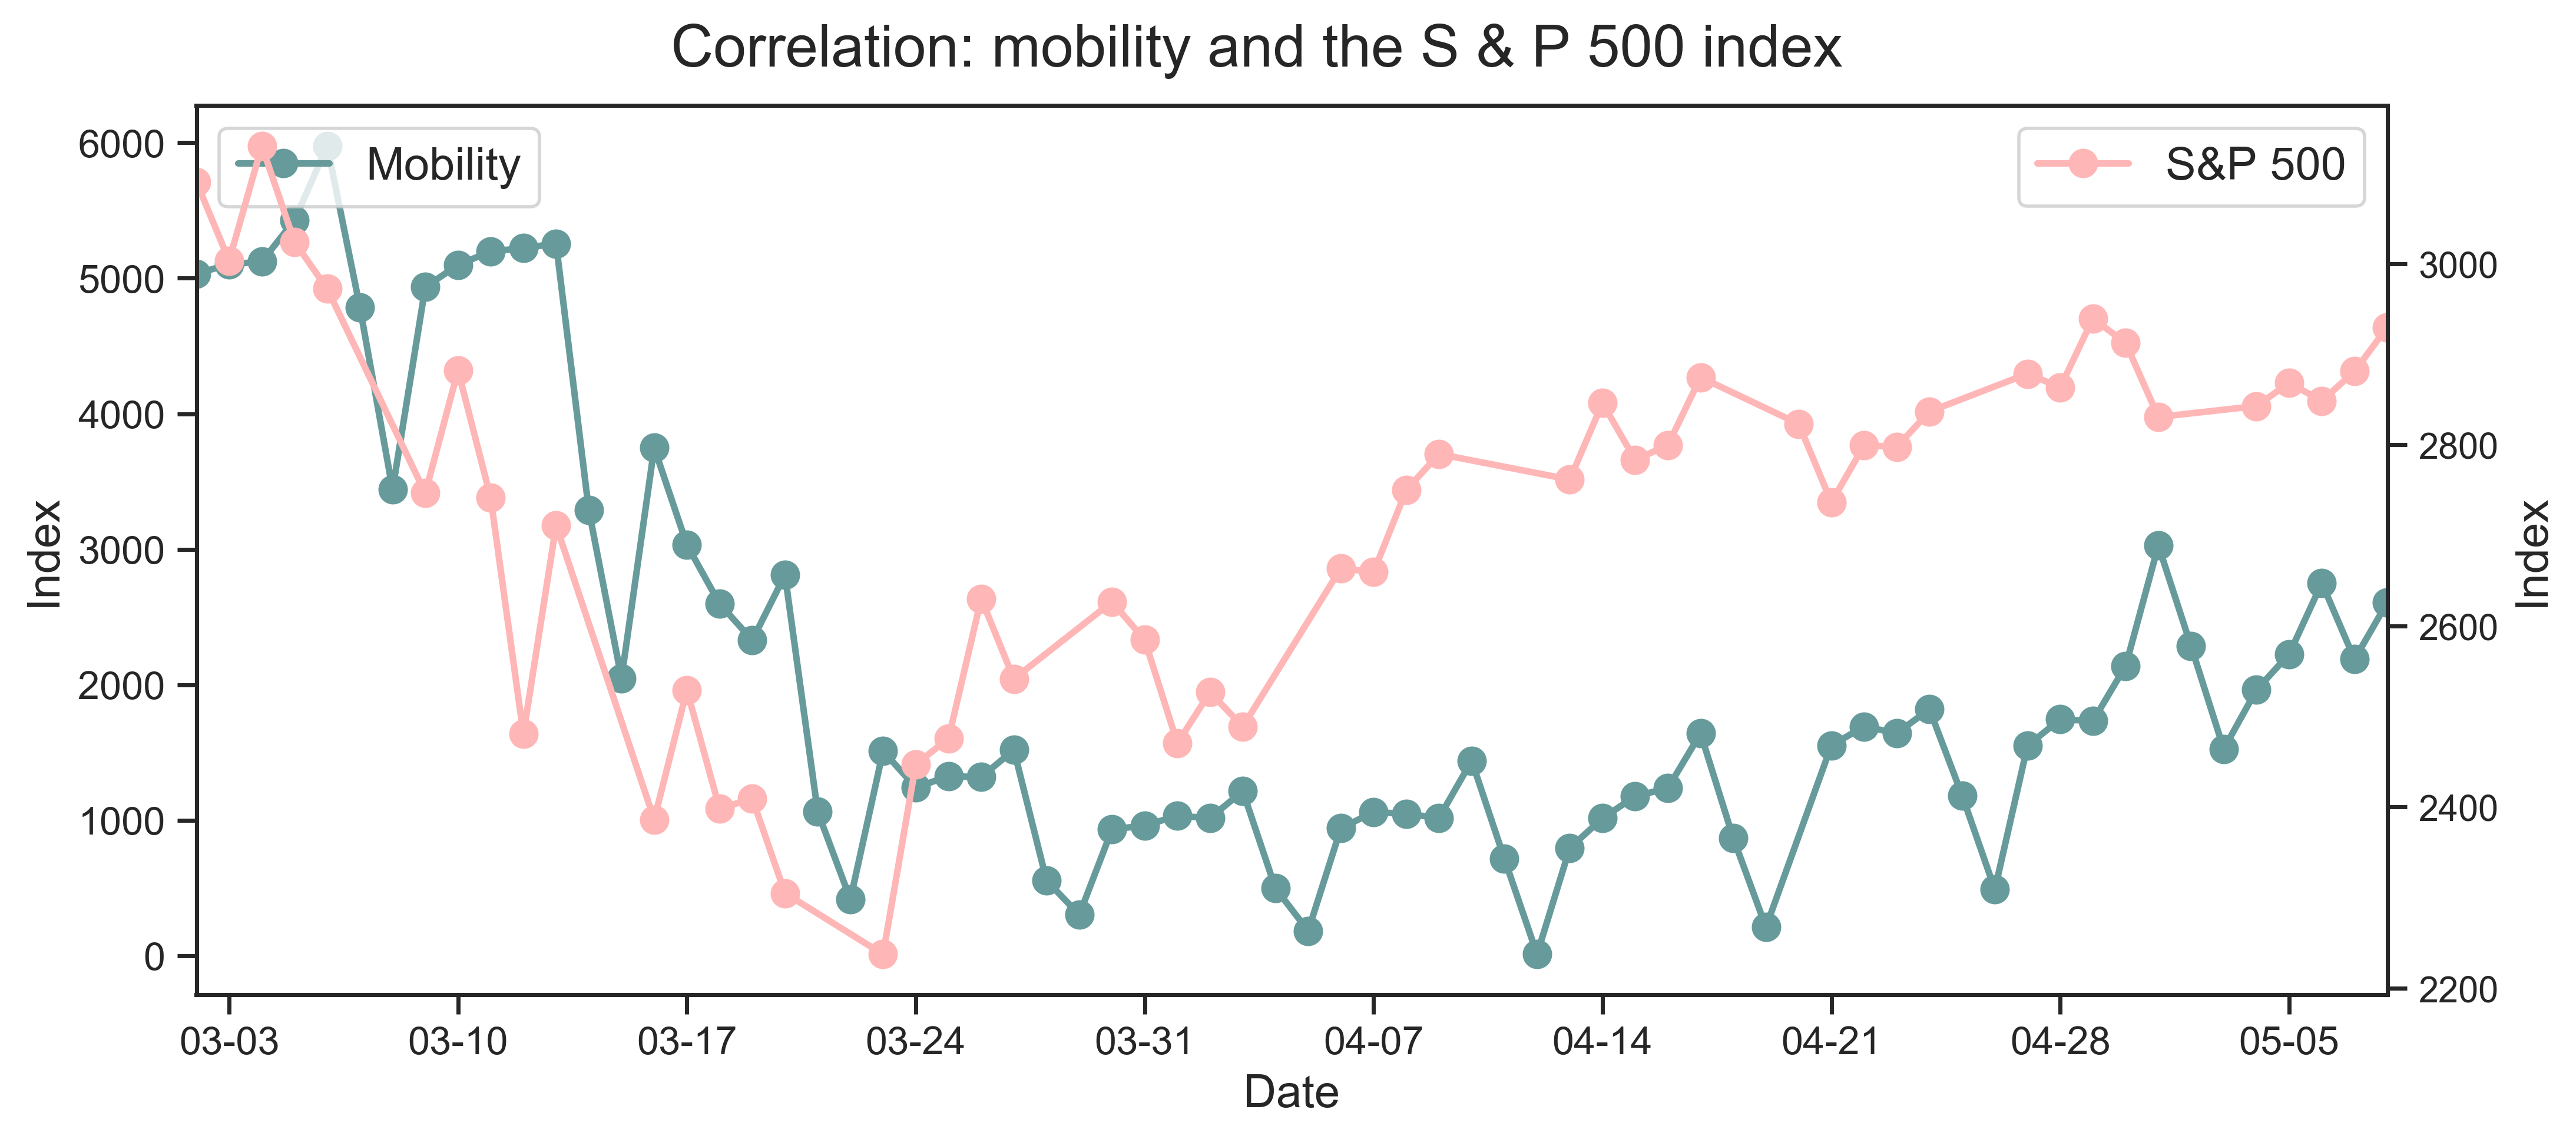 Correlation: mobility and the S & P 500 index
Mobility
S&P 500
6000
5000
4000
3000
2000
1000
0
Index
3000
2800
2600
2400
2200
Index
03-03 03-10 03-17 03-24 03-31 04-07 04-14 04-21 04-28 05-05
Date